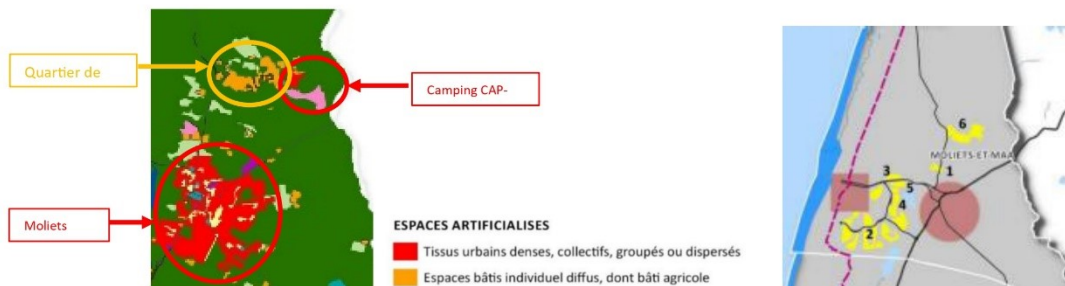 Quartier de
Camping CAP-
Moliets
ESPACES ARTIFICIALISES
Tissus urbains denses, collectifs, groupés ou dispersés
Espaces bâtis individuel diffus, dont bâti agricole
6
MOLIETS-ET-MAA
3
1
5
4
2